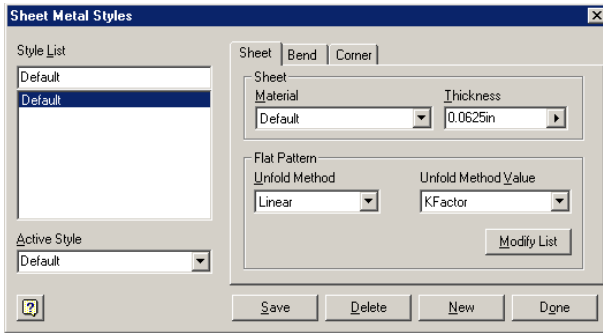 Sheet Metal Styles
Style List
Default
Default
Active Style
Default
Sheet Bend Corner
Sheet
Material Thickness
Default 0.0625in
Flat Pattern
Unfold Method Unfold Method Value
Linear KFactor
Modify List
Save Delete New Done